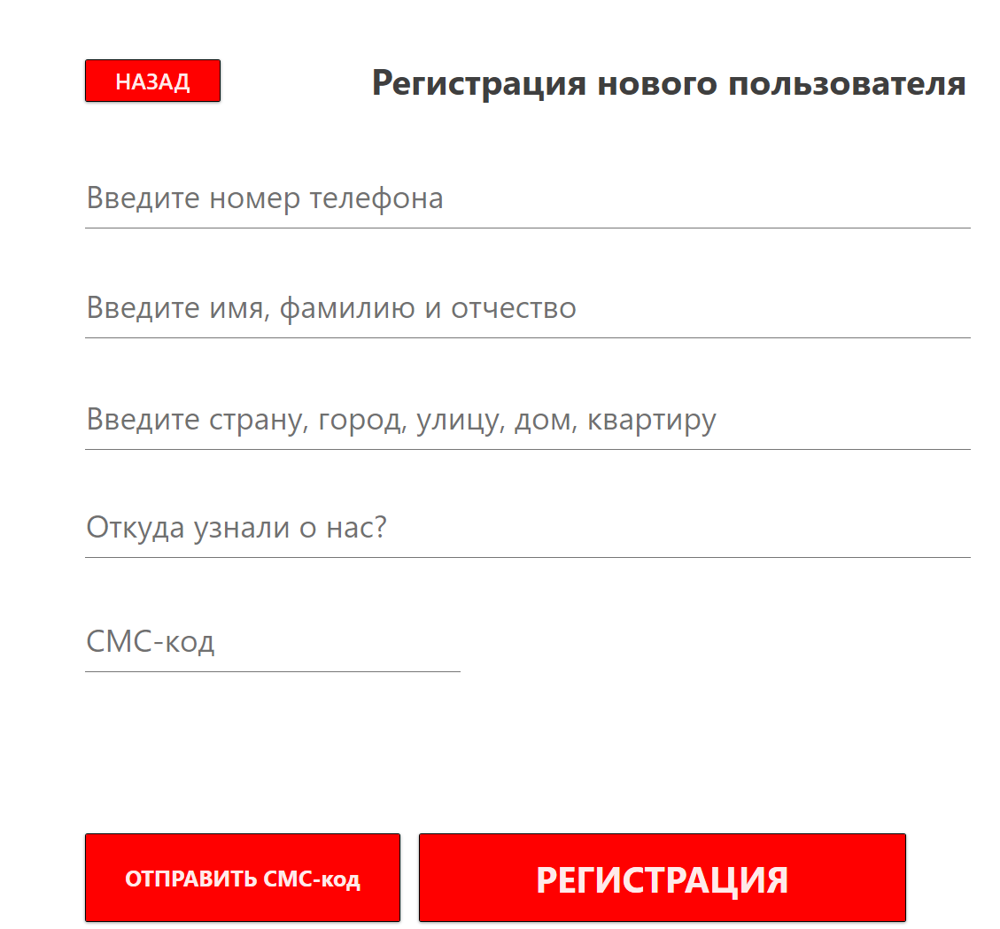 НАЗАД
Регистрация нового пользователя
Введите номер телефона
Введите имя, фамилию и отчество
Введите страну, город, улицу, дом, квартиру
Откуда узнали о нас?
СМС-код
ОТПРАВИТЬ СМС-код
РЕГИСТРАЦИЯ